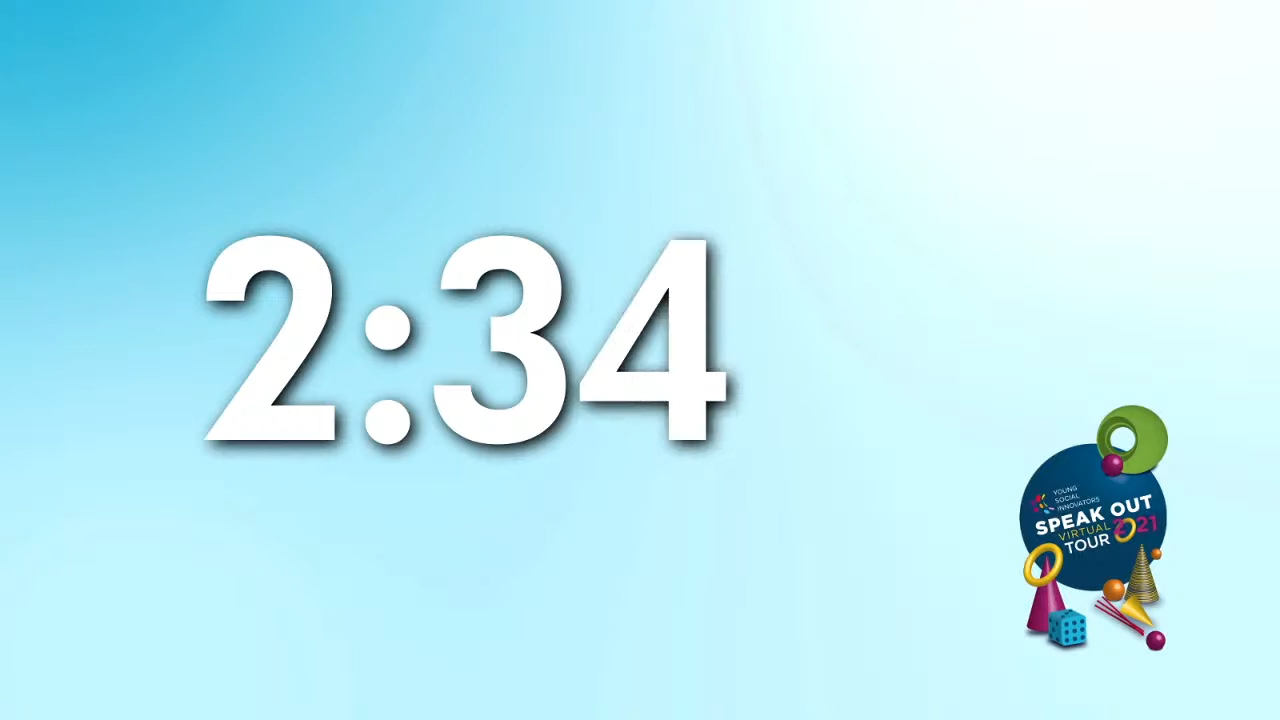 2:34
YOUNG
SOCIAL
INNOVATORS
SPEAK OUT
VIRTUAL 2021
TOUR